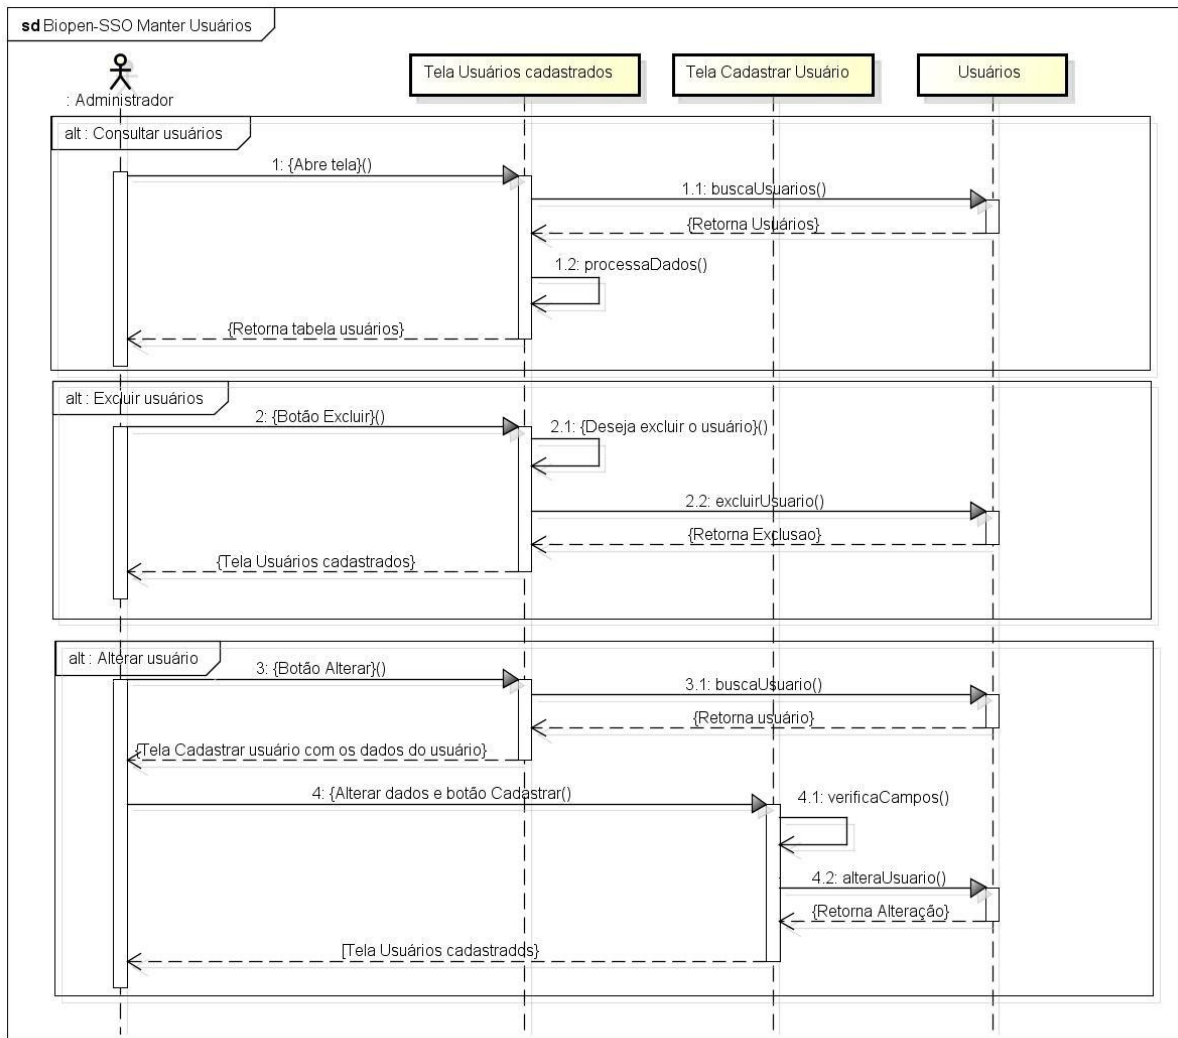 sd Biopen-SSO Manter Usuários
: Administrador
Tela Usuários cadastrados
Tela Cadastrar Usuário
Usuários
alt : Consultar usuários
1: {Abre tela}()
1.1: buscaUsuarios()
{Retorna Usuários}
1.2: processaDados()
{Retorna tabela usuários}
alt : Excluir usuários
2: {Botão Excluir}()
2.1: {Deseja excluir o usuário}()
2.2: excluirUsuario()
{Retorna Exclusao}
{Tela Usuários cadastrados}
alt : Alterar usuário
3: {Botão Alterar}()
3.1: buscaUsuario()
{Retorna usuário}
{Tela Cadastrar usuário com os dados do usuário}
4: {Alterar dados e botão Cadastrar()
4.1: verificaCampos()
4.2: alteraUsuario()
{Retorna Alteração}
[Tela Usuários cadastrados}